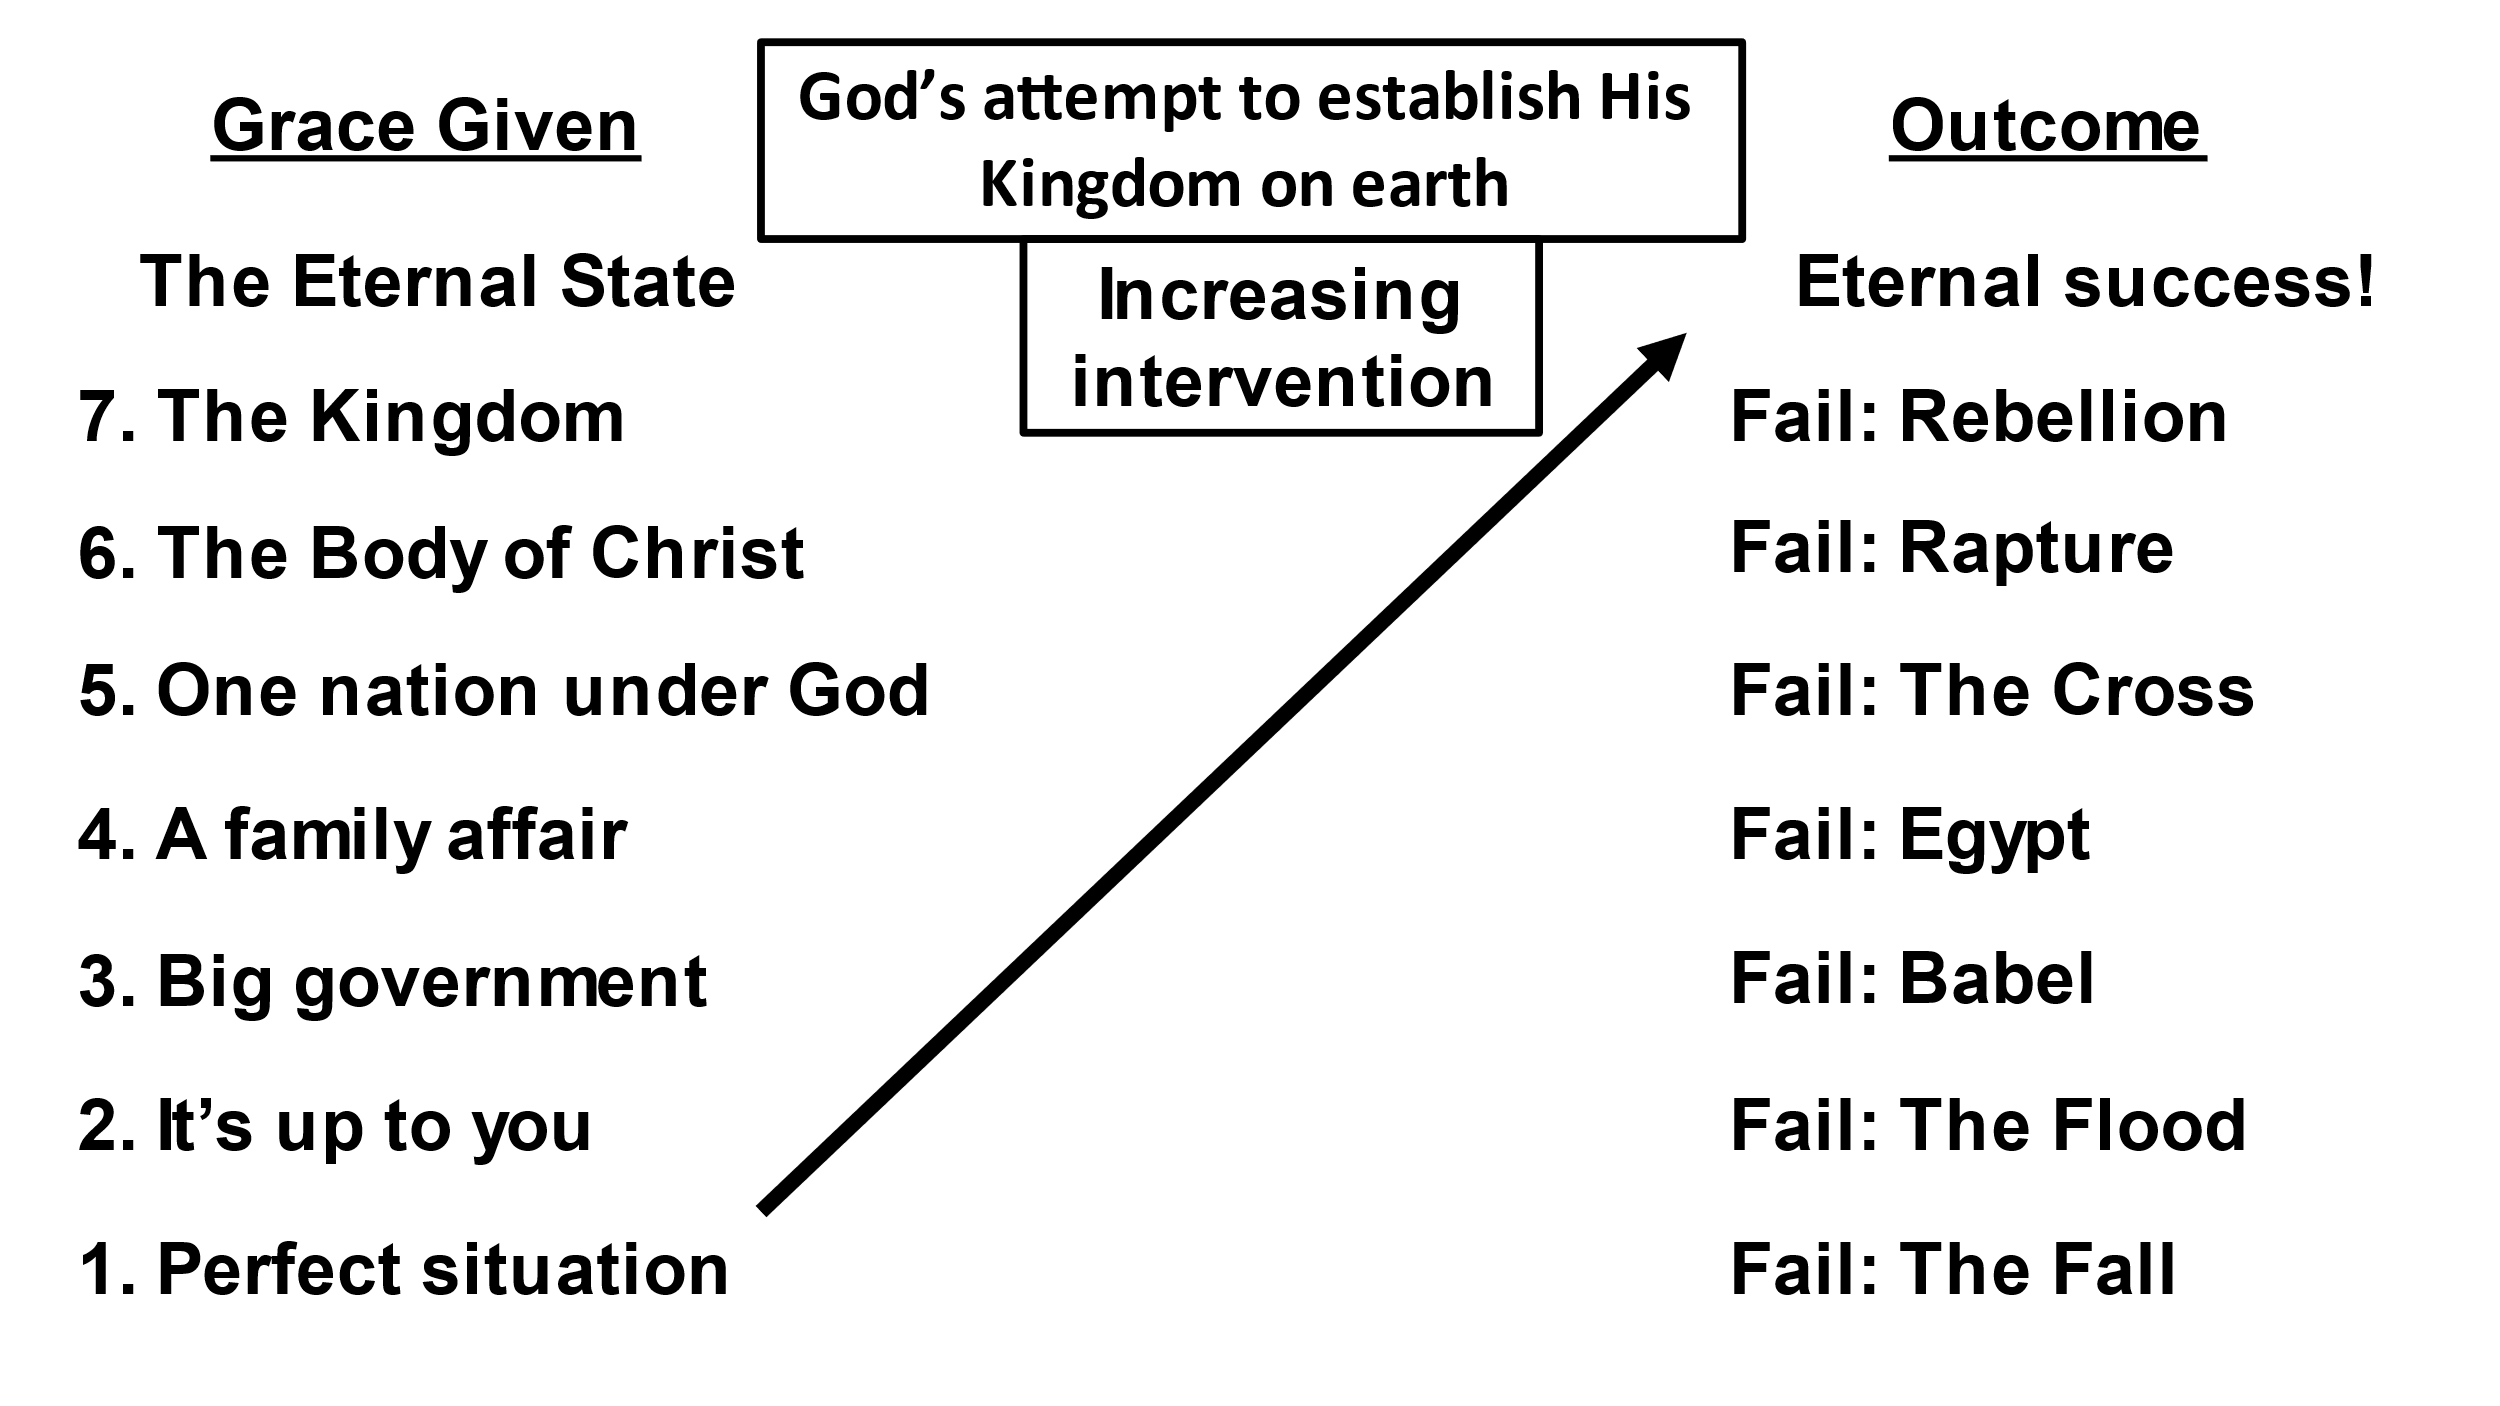 God’s attempt to establish His
Kingdom on earth
Grace Given
Outcome
Increasing
intervention
The Eternal State
Eternal success!
7. The Kingdom
Fail: Rebellion
6. The Body of Christ
Fail: Rapture
5. One nation under God
Fail: The Cross
4. A family affair
Fail: Egypt
3. Big government
Fail: Babel
2. It’s up to you
Fail: The Flood
1. Perfect situation
Fail: The Fall